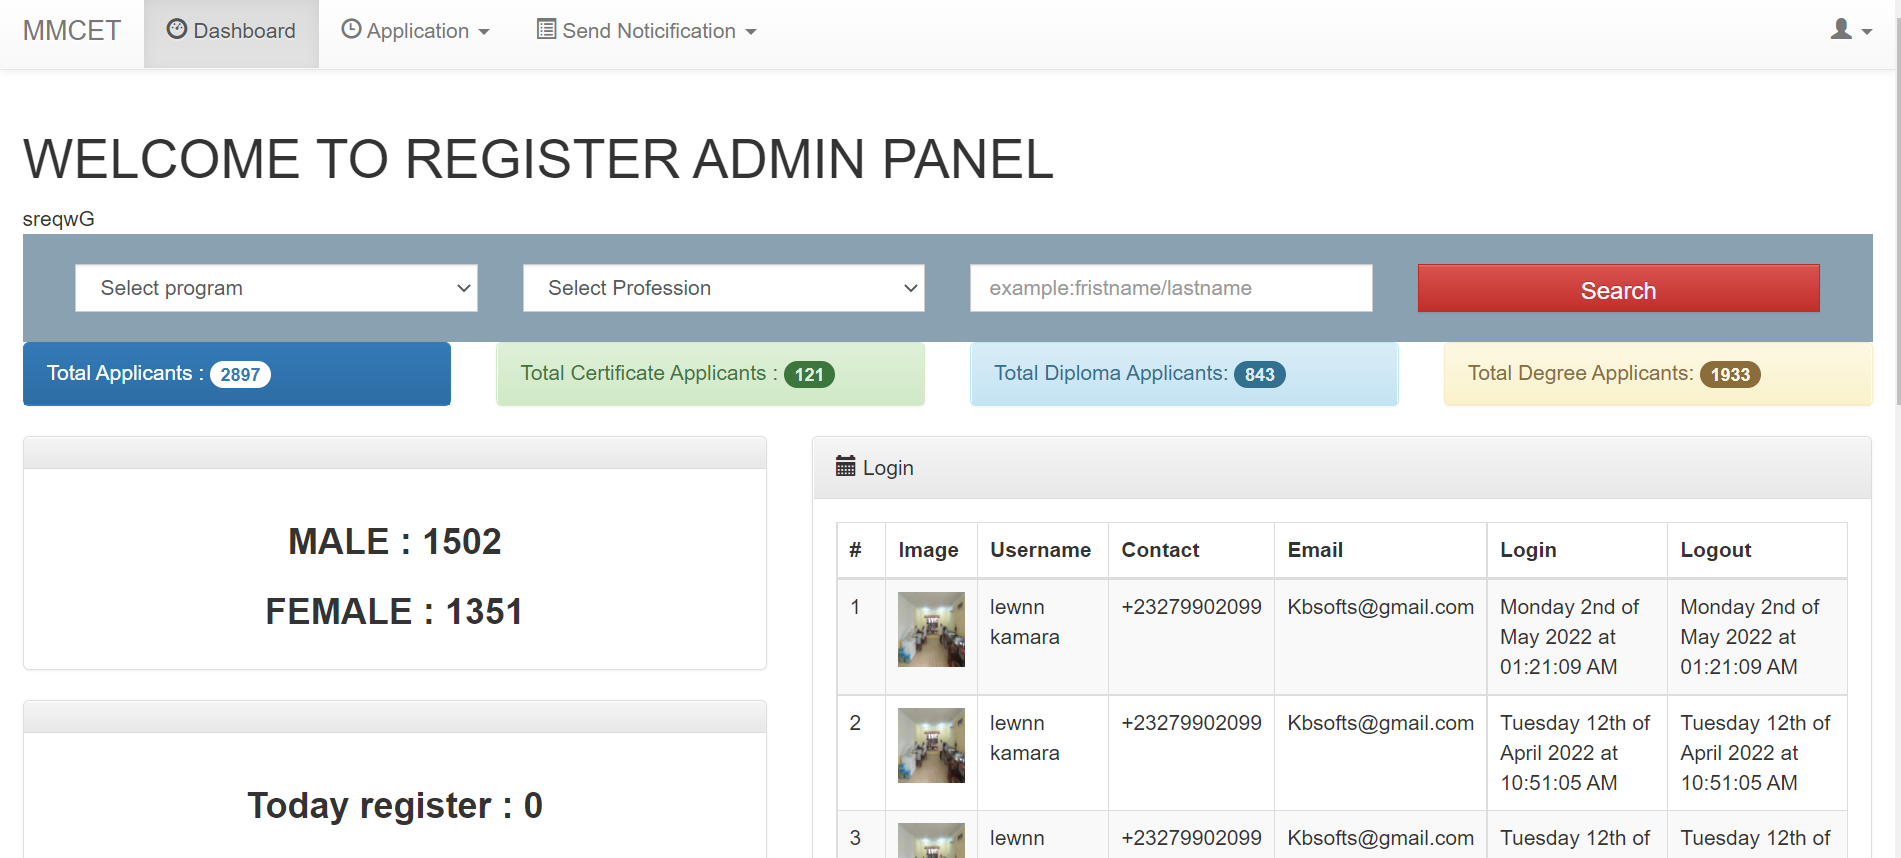 MMCET Dashboard Application Send Noticification
WELCOME TO REGISTER ADMIN PANEL
sreqwG
Select program Select Profession example:fristname/lastname Search
Total Applicants : 2897 Total Certificate Applicants : 121 Total Diploma Applicants: 843 Total Degree Applicants: 1933
MALE : 1502
FEMALE : 1351
Today register : 0
Login
# Image Username Contact Email Login Logout
1 lewnn +23279902099 Kbsofts@gmail.com Monday 2nd of Monday 2nd of
kamara May 2022 at May 2022 at
01:21:09 AM 01:21:09 AM
2 lewnn +23279902099 Kbsofts@gmail.com Tuesday 12th of Tuesday 12th of
kamara April 2022 at April 2022 at
10:51:05 AM 10:51:05 AM
3 lewnn +23279902099 Kbsofts@gmail.com Tuesday 12th of Tuesday 12th of